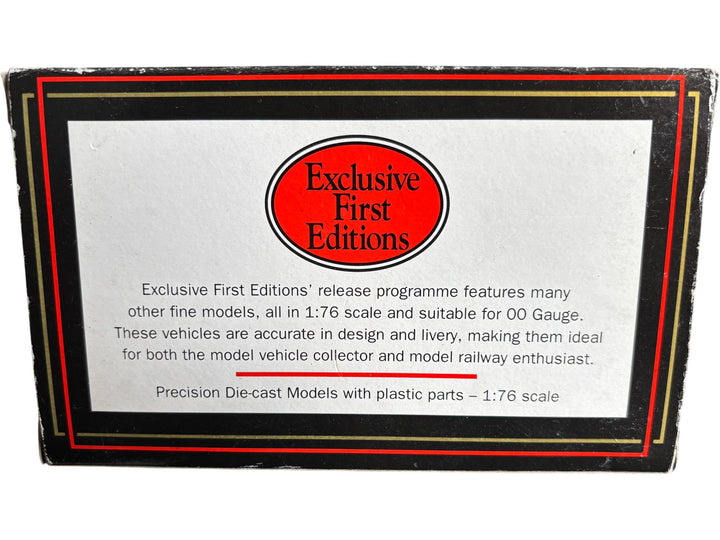 Exclusive
First
Editions
Exclusive First Editions' release programme features many
other fine models, all in 1:76 scale and suitable for 00 Gauge.
These vehicles are accurate in design and livery, making them ideal
for both the model vehicle collector and model railway enthusiast.
Precision Die-cast Models with plastic parts – 1:76 scale